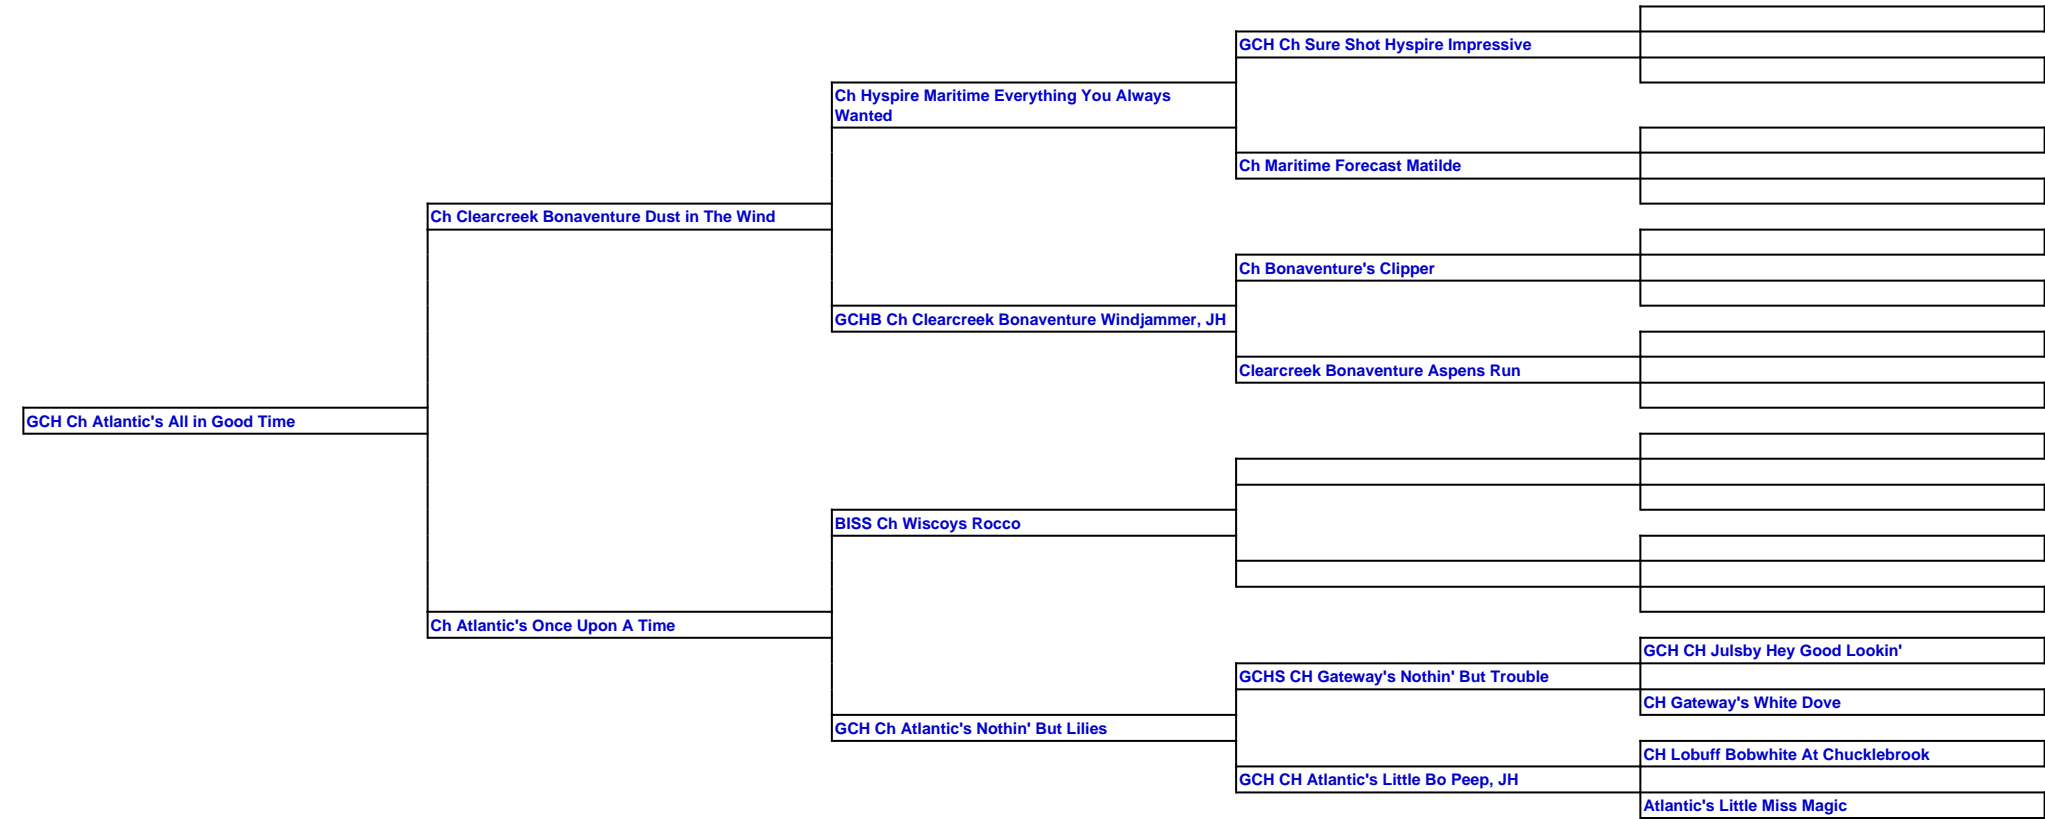 GCH Ch Sure Shot Hyspire Impressive
Ch Hyspire Maritime Everything You Always
Wanted
Ch Maritime Forecast Matilde
Ch Clearcreek Bonaventure Dust in The Wind
Ch Bonaventure's Clipper
GCHB Ch Clearcreek Bonaventure Windjammer, JH
Clearcreek Bonaventure Aspens Run
GCH Ch Atlantic's All in Good Time
BISS Ch Wiscoys Rocco
Ch Atlantic's Once Upon A Time
GCH CH Julsby Hey Good Lookin'
GCHS CH Gateway's Nothin' But Trouble
CH Gateway's White Dove
GCH Ch Atlantic's Nothin' But Lilies
CH Lobuff Bobwhite At Chucklebrook
GCH CH Atlantic's Little Bo Peep, JH
Atlantic's Little Miss Magic